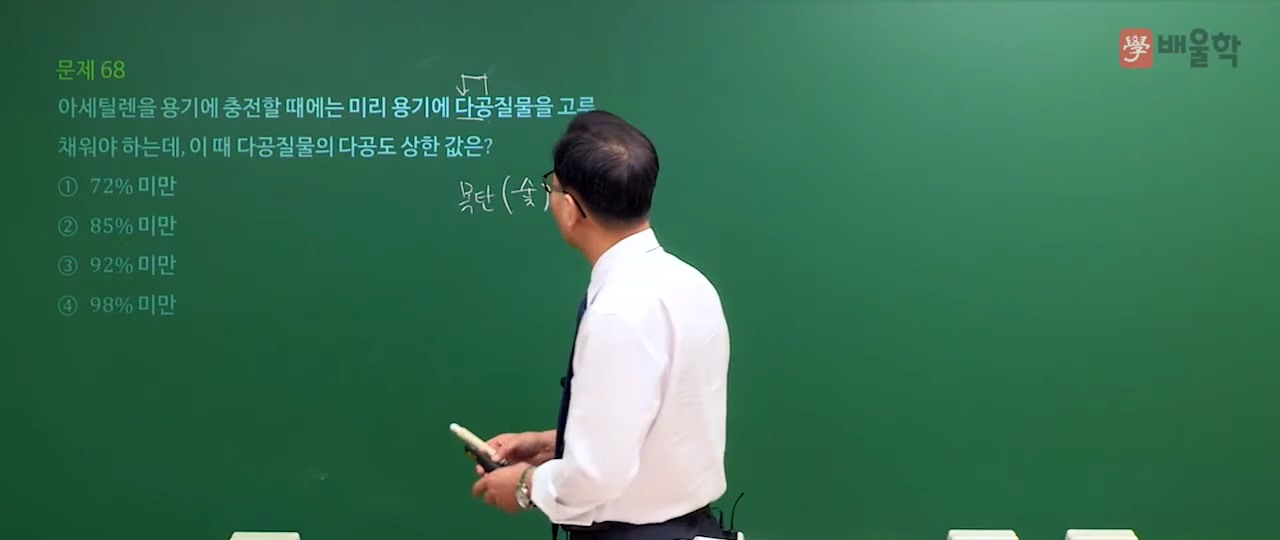 學 배울학
문제 68
아세틸렌을 용기에 충전할 때에는 미리 용기에 다공질물을 고루
채워야 하는데, 이 때 다공질물의 다공도 상한 값은?
① 72% 미만
목탄 (숯)
② 85% 미만
③ 92% 미만
④ 98% 미만